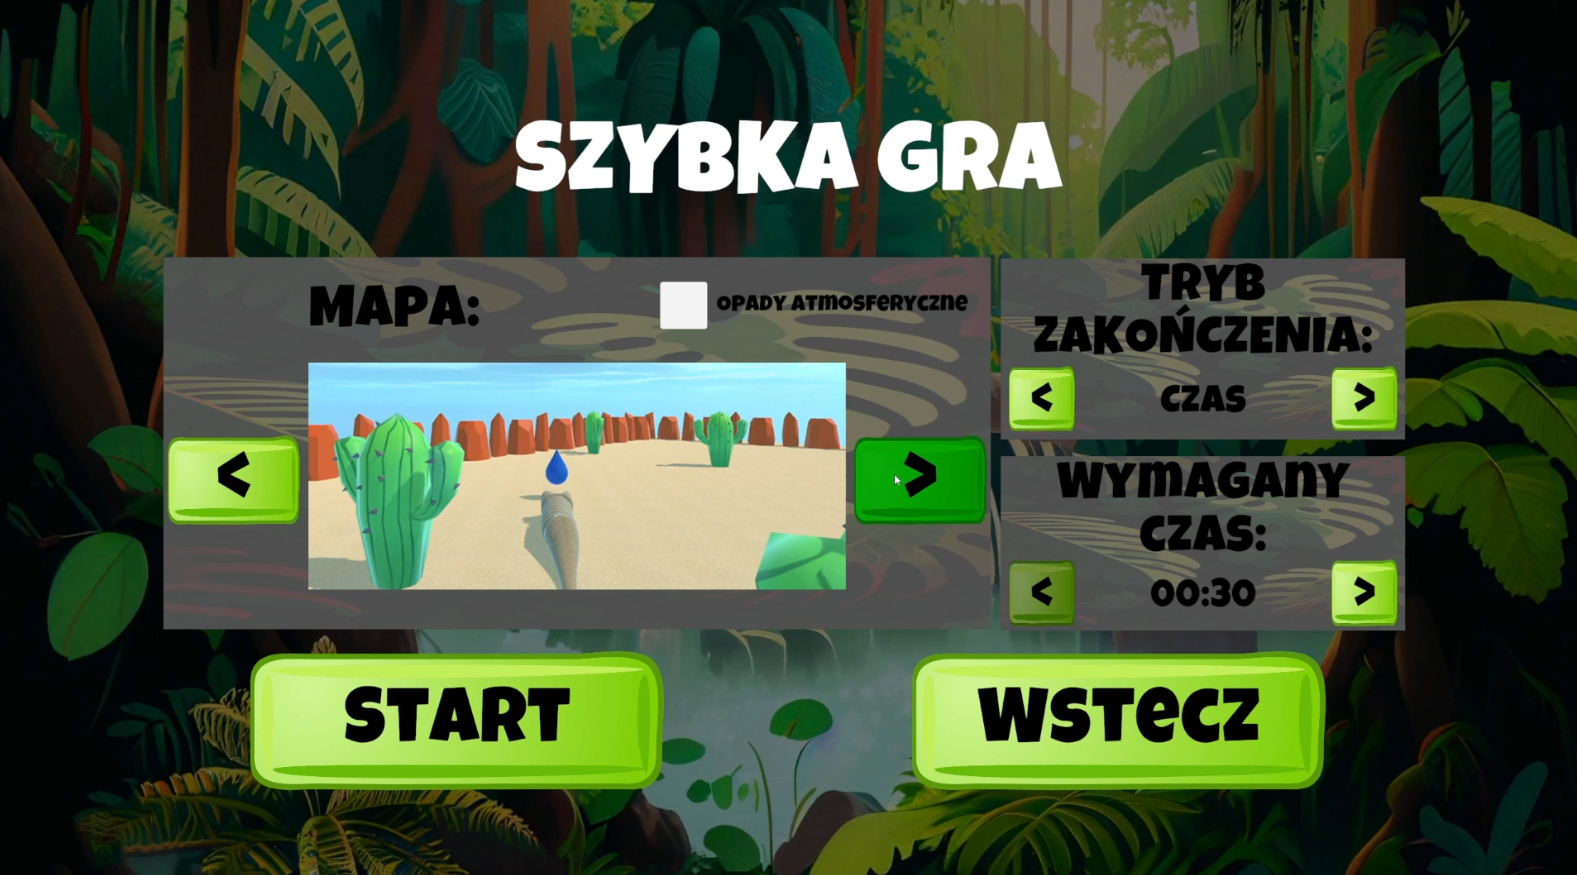 SZYBKA GRA
MAPA:
OPADY ATMOSFERYCZNE
<
>
TRYB
ZAKOŃCZENIA:
< CZAS >
WYMAGANY
CZAS:
< 00:30 >
START
WSTECZ